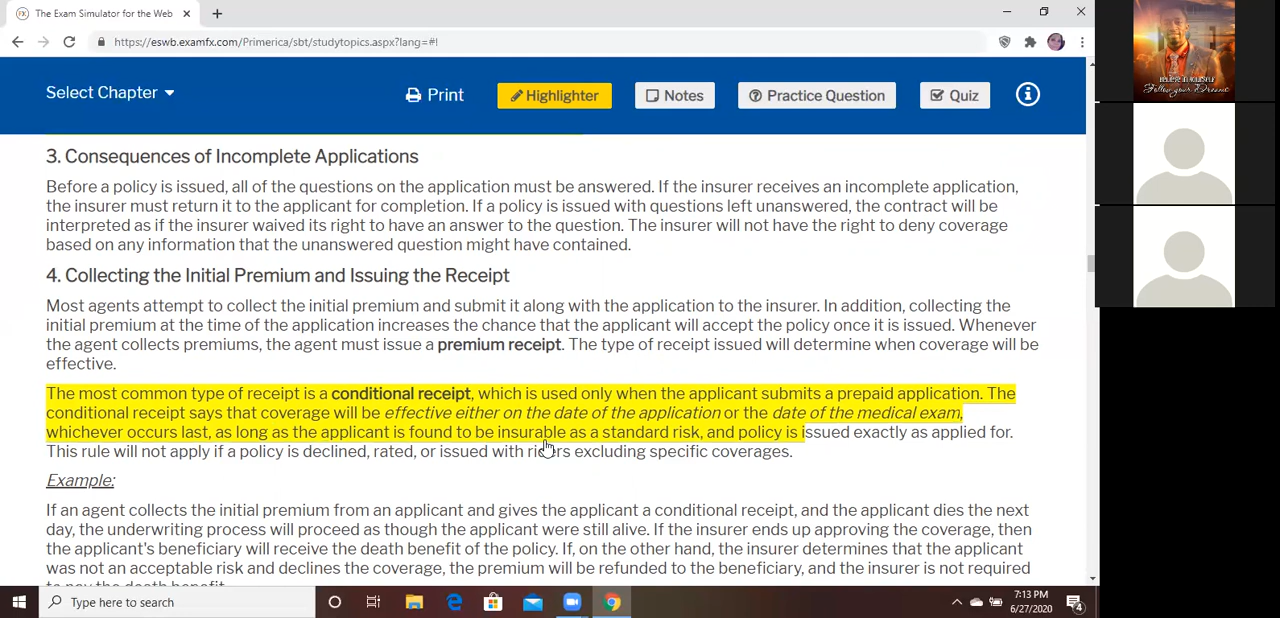 The Exam Simulator for the Web
https://eswb.examfx.com/Primerica/sbt/studytopics.aspx?lang=#!
Select Chapter
Print
Highlighter
Notes
Practice Question
Quiz
3. Consequences of Incomplete Applications
Before a policy is issued, all of the questions on the application must be answered. If the insurer receives an incomplete application,
the insurer must return it to the applicant for completion. If a policy is issued with questions left unanswered, the contract will be
interpreted as if the insurer waived its right to have an answer to the question. The insurer will not have the right to deny coverage
based on any information that the unanswered question might have contained.
4. Collecting the Initial Premium and Issuing the Receipt
Most agents attempt to collect the initial premium and submit it along with the application to the insurer. In addition, collecting the
initial premium at the time of the application increases the chance that the applicant will accept the policy once it is issued. Whenever
the agent collects premiums, the agent must issue a premium receipt. The type of receipt issued will determine when coverage will be
effective.
The most common type of receipt is a conditional receipt, which is used only when the applicant submits a prepaid application. The
conditional receipt says that coverage will be effective either on the date of the application or the date of the medical exam,
whichever occurs last, as long as the applicant is found to be insurable as a standard risk, and policy is issued exactly as applied for.
This rule will not apply if a policy is declined, rated, or issued with riders excluding specific coverages.
Example:
If an agent collects the initial premium from an applicant and gives the applicant a conditional receipt, and the applicant dies the next
day, the underwriting process will proceed as though the applicant were still alive. If the insurer ends up approving the coverage, then
the applicant's beneficiary will receive the death benefit of the policy. If, on the other hand, the insurer determines that the applicant
was not an acceptable risk and declines the coverage, the premium will be refunded to the beneficiary, and the insurer is not required
to pay the death benefit.
Type here to search
7:13 PM
6/27/2020
4
BELIEVE IN YOURSELF
Follow your Dreams